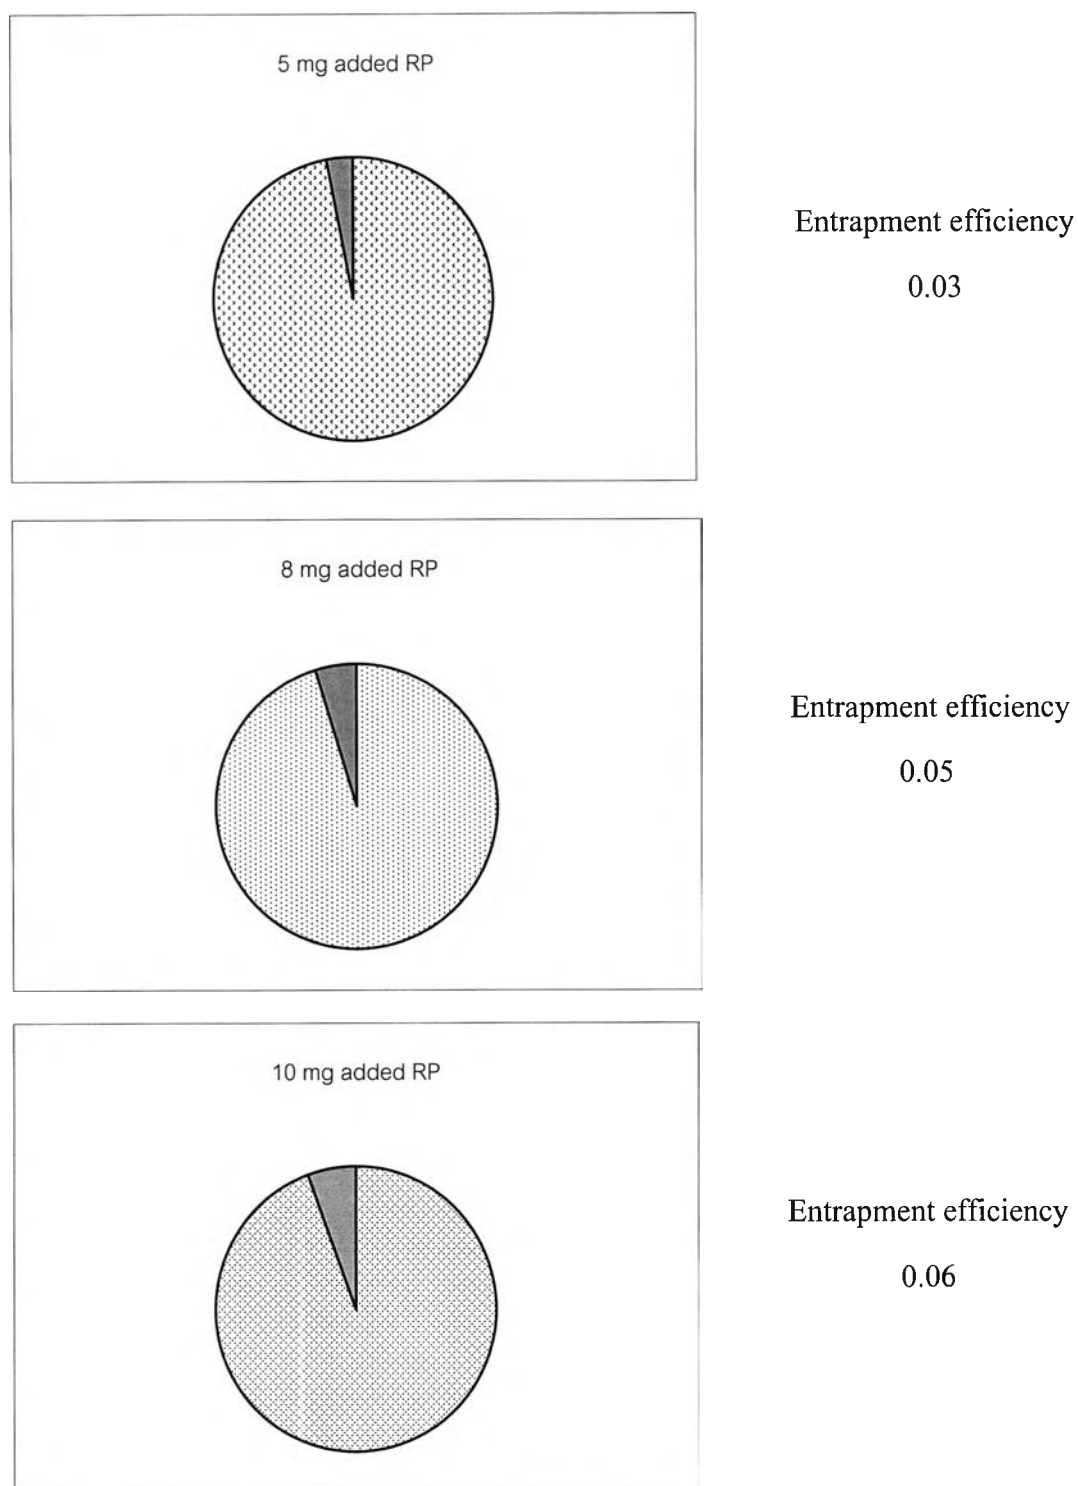 5 mg added RP
Entrapment efficiency
0.03
8 mg added RP
Entrapment efficiency
0.05
10 mg added RP
Entrapment efficiency
0.06